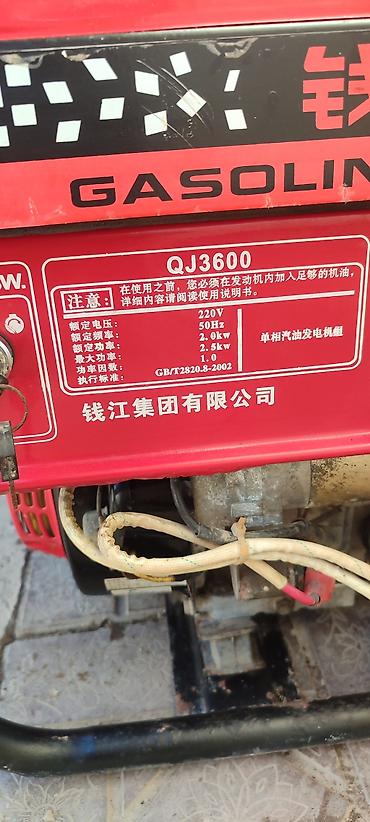 钱
GASOLIN
W.
QJ3600
注意：
在使用之前，您必须在发动机内加入足够的机油，
详细内容请阅读使用说明书。
额定电压： 220V
额定频率： 50Hz
额定功率： 2.0kw
最大功率： 2.5kw
功率因数： 1.0
执行标准： GB/T2820.8-2002
单相汽油发电机组
钱江集团有限公司